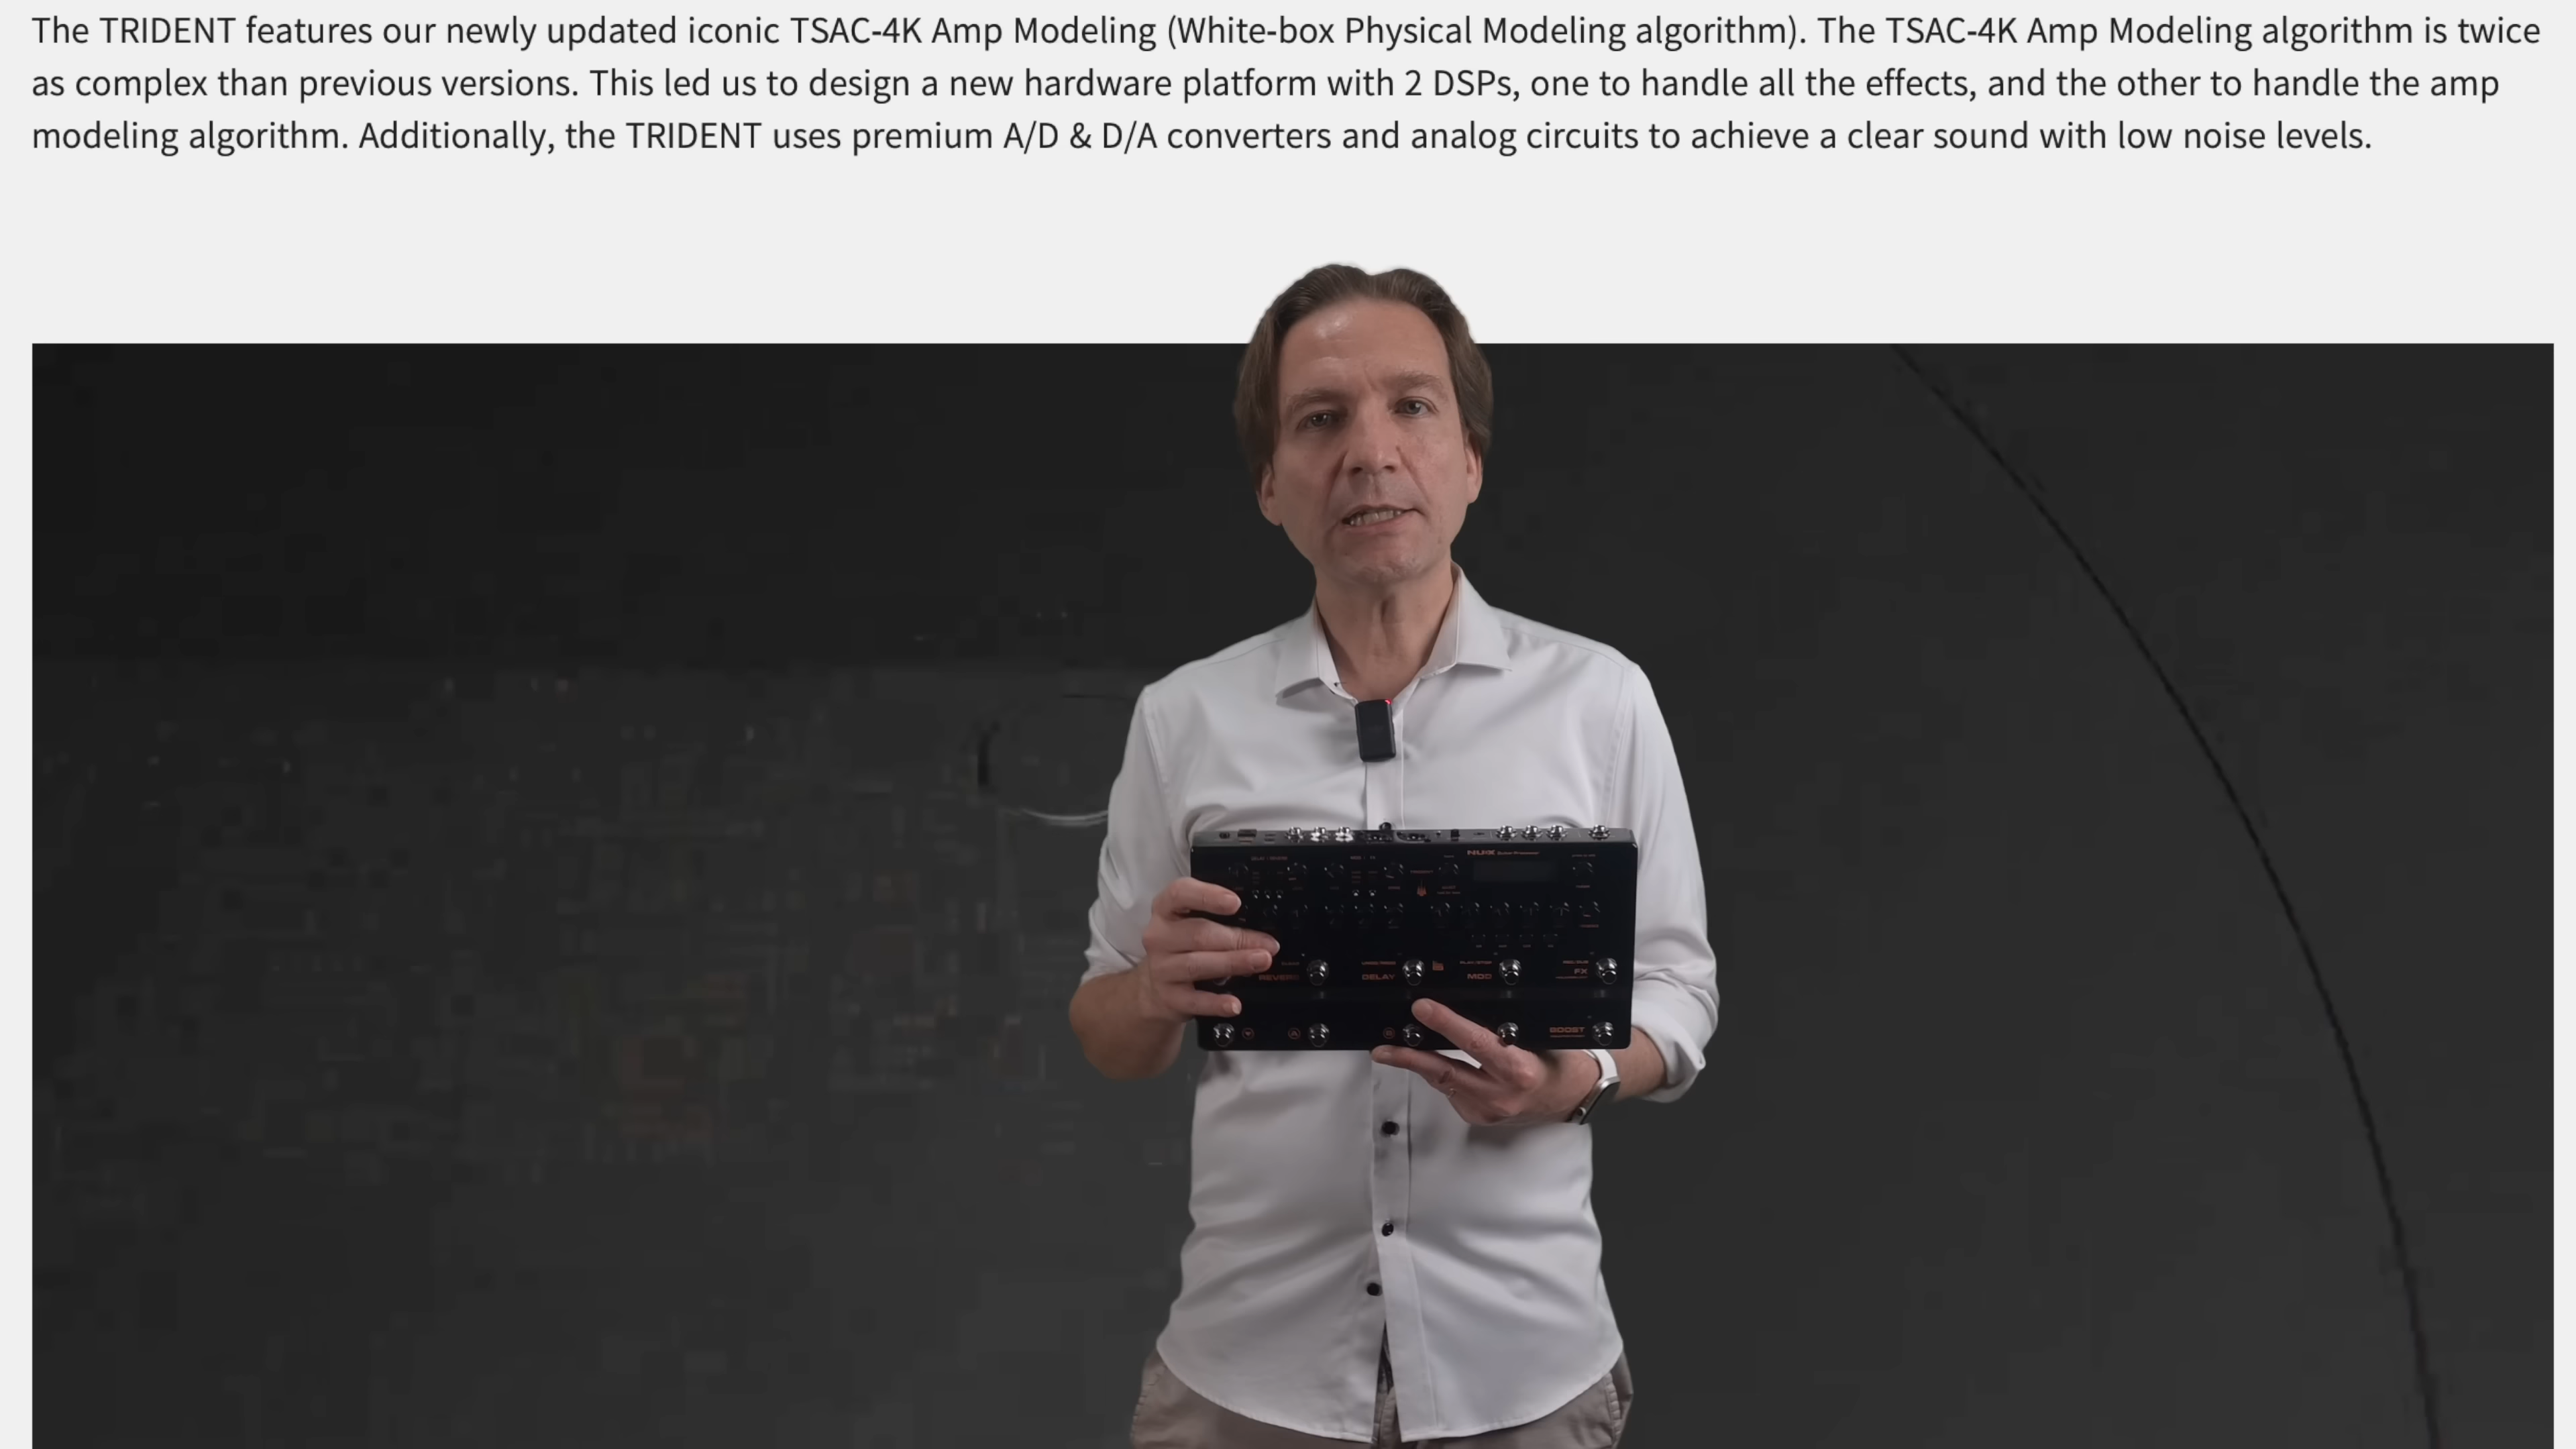 The TRIDENT features our newly updated iconic TSAC-4K Amp Modeling (White-box Physical Modeling algorithm). The TSAC-4K Amp Modeling algorithm is twice
as complex than previous versions. This led us to design a new hardware platform with 2 DSPs, one to handle all the effects, and the other to handle the amp
modeling algorithm. Additionally, the TRIDENT uses premium A/D & D/A converters and analog circuits to achieve a clear sound with low noise levels.
NUX
REVERB DELAY MOD FX
BOOST